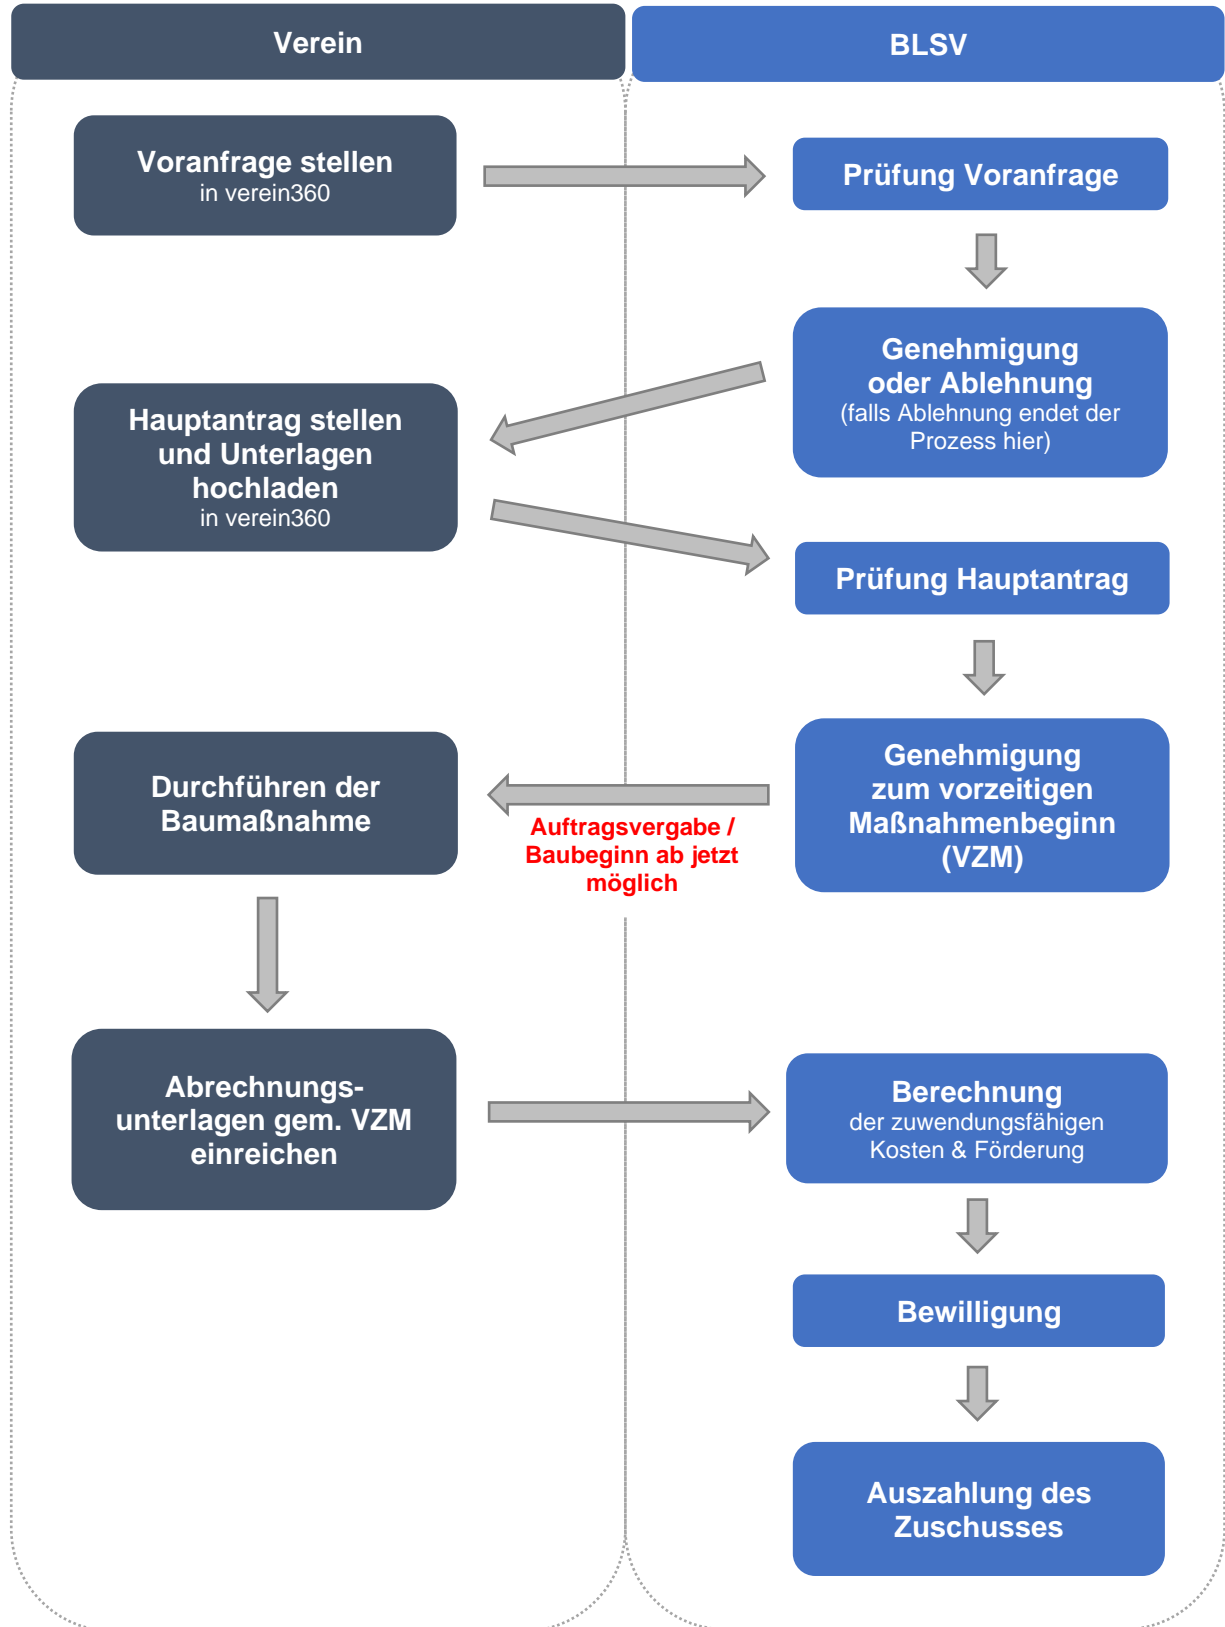 Verein
BLSV
Voranfrage stellen
in verein360
Prüfung Voranfrage
Genehmigung
oder Ablehnung
(falls Ablehnung endet der
Prozess hier)
Hauptantrag stellen
und Unterlagen
hochladen
in verein360
Prüfung Hauptantrag
Genehmigung
zum vorzeitigen
Maßnahmenbeginn
(VZM)
Auftragsvergabe /
Baubeginn ab jetzt
möglich
Durchführen der
Baumaßnahme
Abrechnungs-
unterlagen gem. VZM
einreichen
Berechnung
der zuwendungsfähigen
Kosten & Förderung
Bewilligung
Auszahlung des
Zuschusses